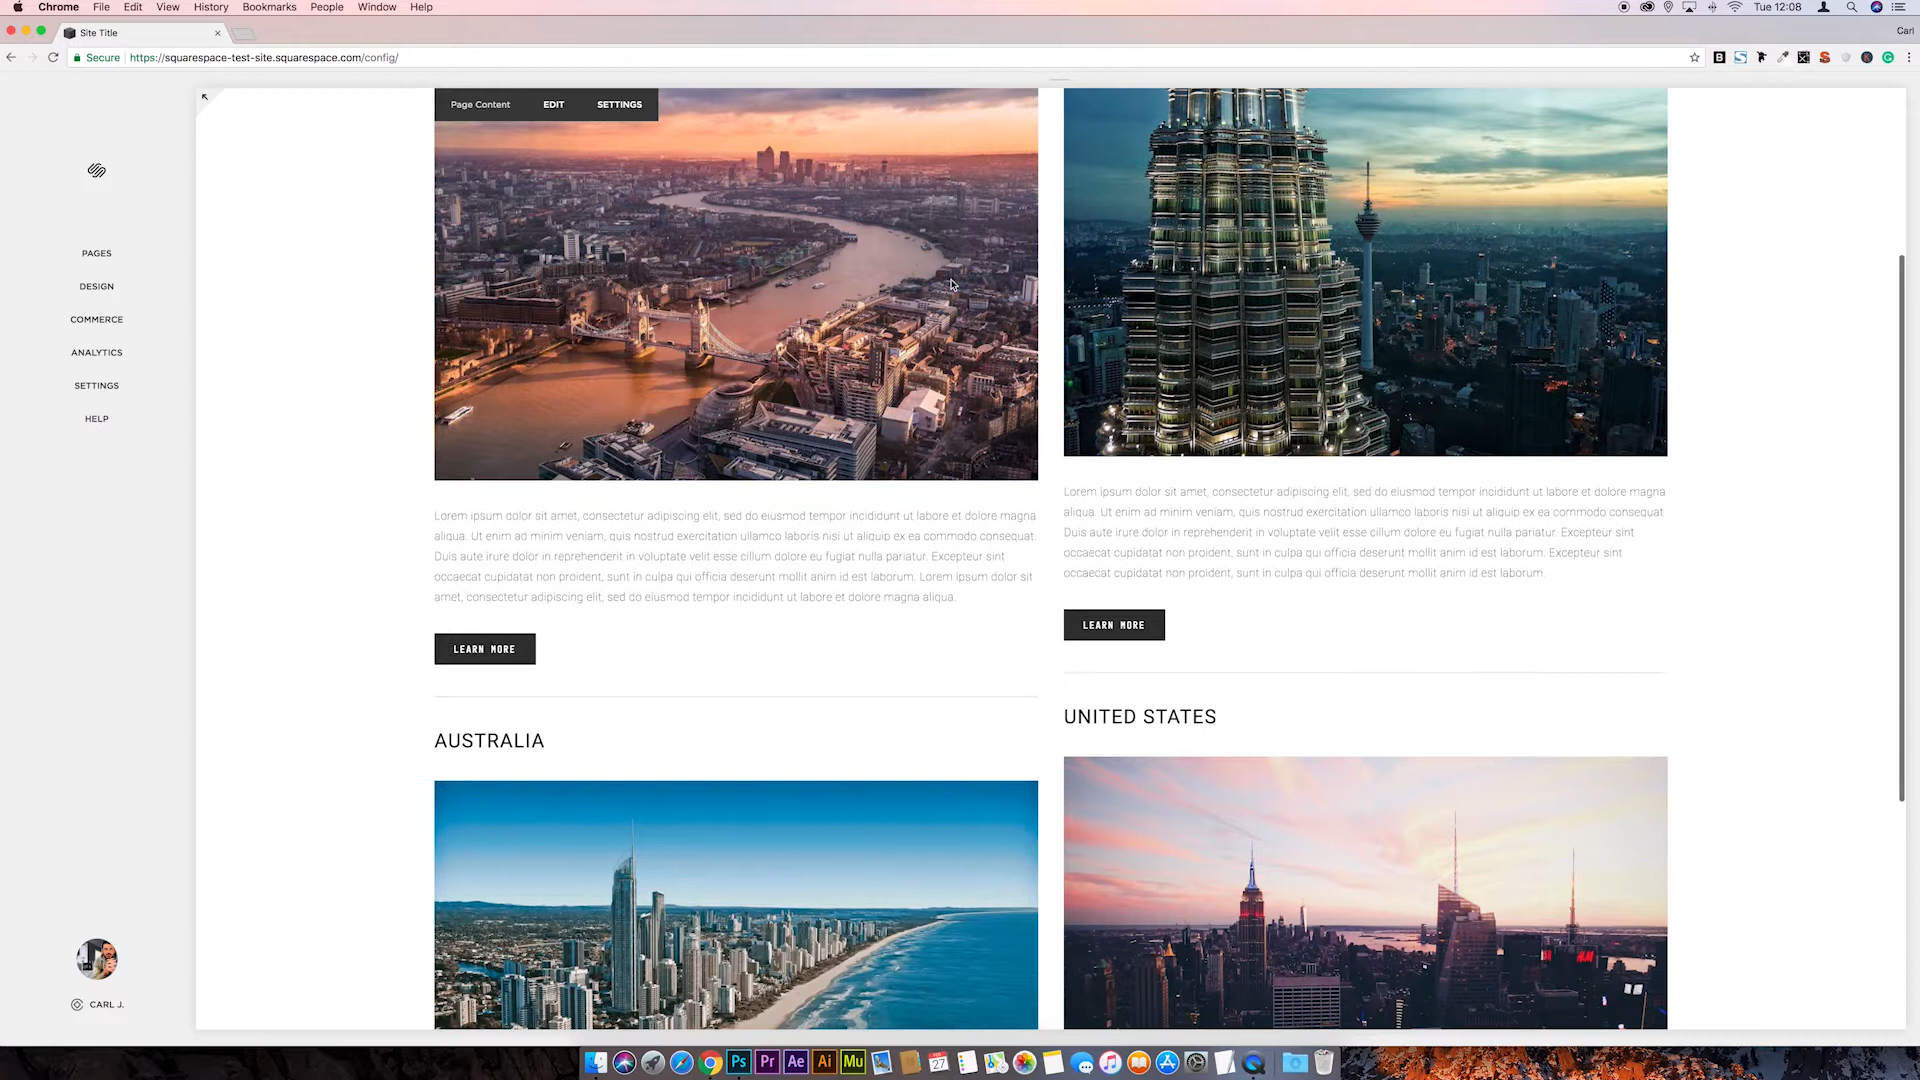 Chrome File Edit View History Bookmarks People Window Help
Tue 12:08
Site Title
Carl
Secure https://squarespace-test-site.squarespace.com/config/
Page Content EDIT SETTINGS
PAGES
DESIGN
COMMERCE
ANALYTICS
SETTINGS
HELP
CARL J.
Lorem ipsum dolor sit amet, consectetur adipiscing elit, sed do eiusmod tempor incididunt ut labore et dolore magna
aliqua. Ut enim ad minim veniam, quis nostrud exercitation ullamco laboris nisi ut aliquip ex ea commodo consequat.
Duis aute irure dolor in reprehenderit in voluptate velit esse cillum dolore eu fugiat nulla pariatur. Excepteur sint
occaecat cupidatat non proident, sunt in culpa qui officia deserunt mollit anim id est laborum. Lorem ipsum dolor sit
amet, consectetur adipiscing elit, sed do eiusmod tempor incididunt ut labore et dolore magna aliqua.
LEARN MORE
AUSTRALIA
Lorem ipsum dolor sit amet, consectetur adipiscing elit, sed do eiusmod tempor incididunt ut labore et dolore magna
aliqua. Ut enim ad minim veniam, quis nostrud exercitation ullamco laboris nisi ut aliquip ex ea commodo consequat
Duis aute irure dolor in reprehenderit in voluptate velit esse cillum dolore eu fugiat nulla pariatur. Excepteur sint
occaecat cupidatat non proident, sunt in culpa qui officia deserunt mollit anim id est laborum. Excepteur sint
occaecat cupidatat non proident, sunt in culpa qui officia deserunt mollit anim id est laborum.
LEARN MORE
UNITED STATES
H&M
Ps Pr Ae Ai Mu
27